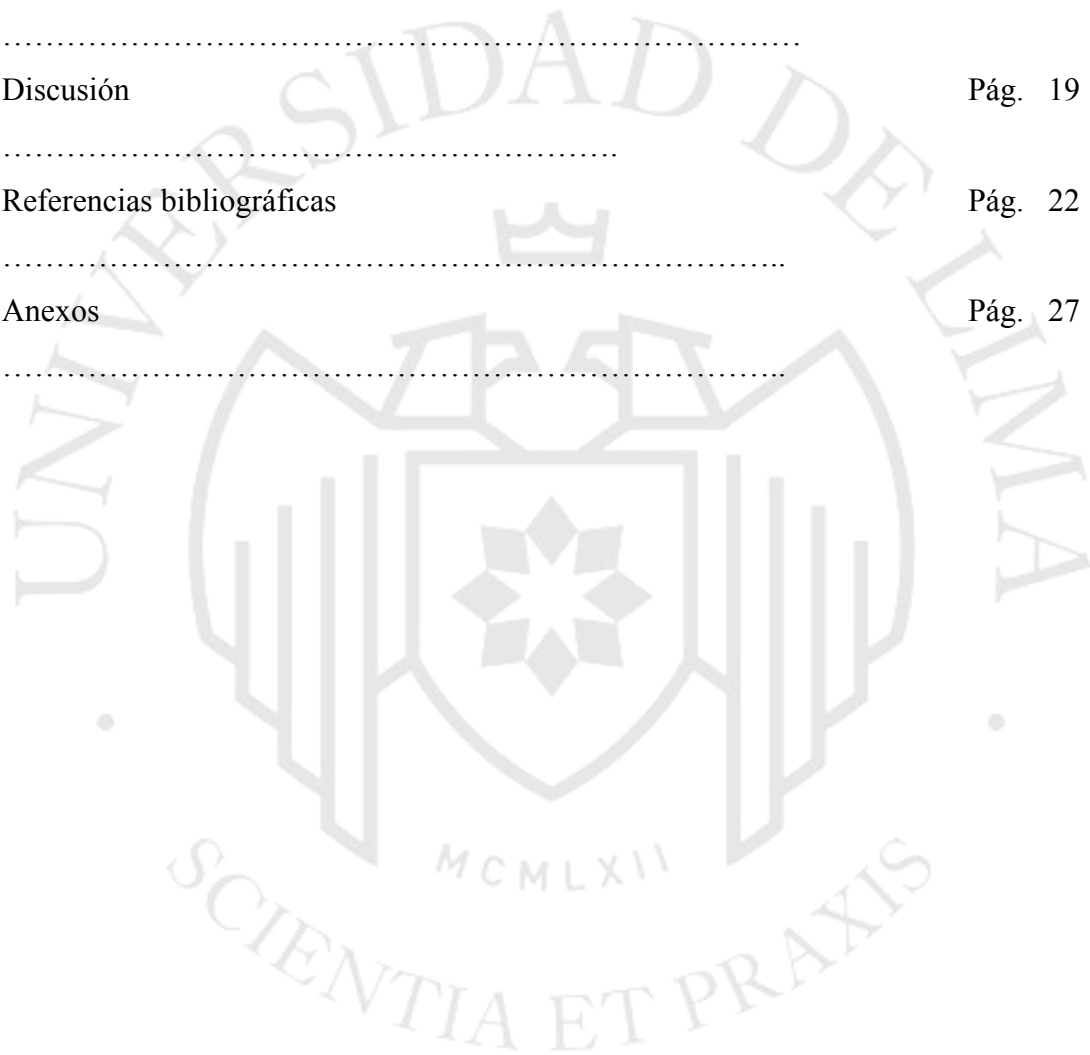 ……………………………………………………………………
Discusión Pág. 19
…………………………………………………….
Referencias bibliográficas Pág. 22
…………………………………………………………………..
Anexos Pág. 27
…………………………………………………………………..
UNIVERSIDAD DE LIMA
MCMLXII
SCIENTIA ET PRAXIS